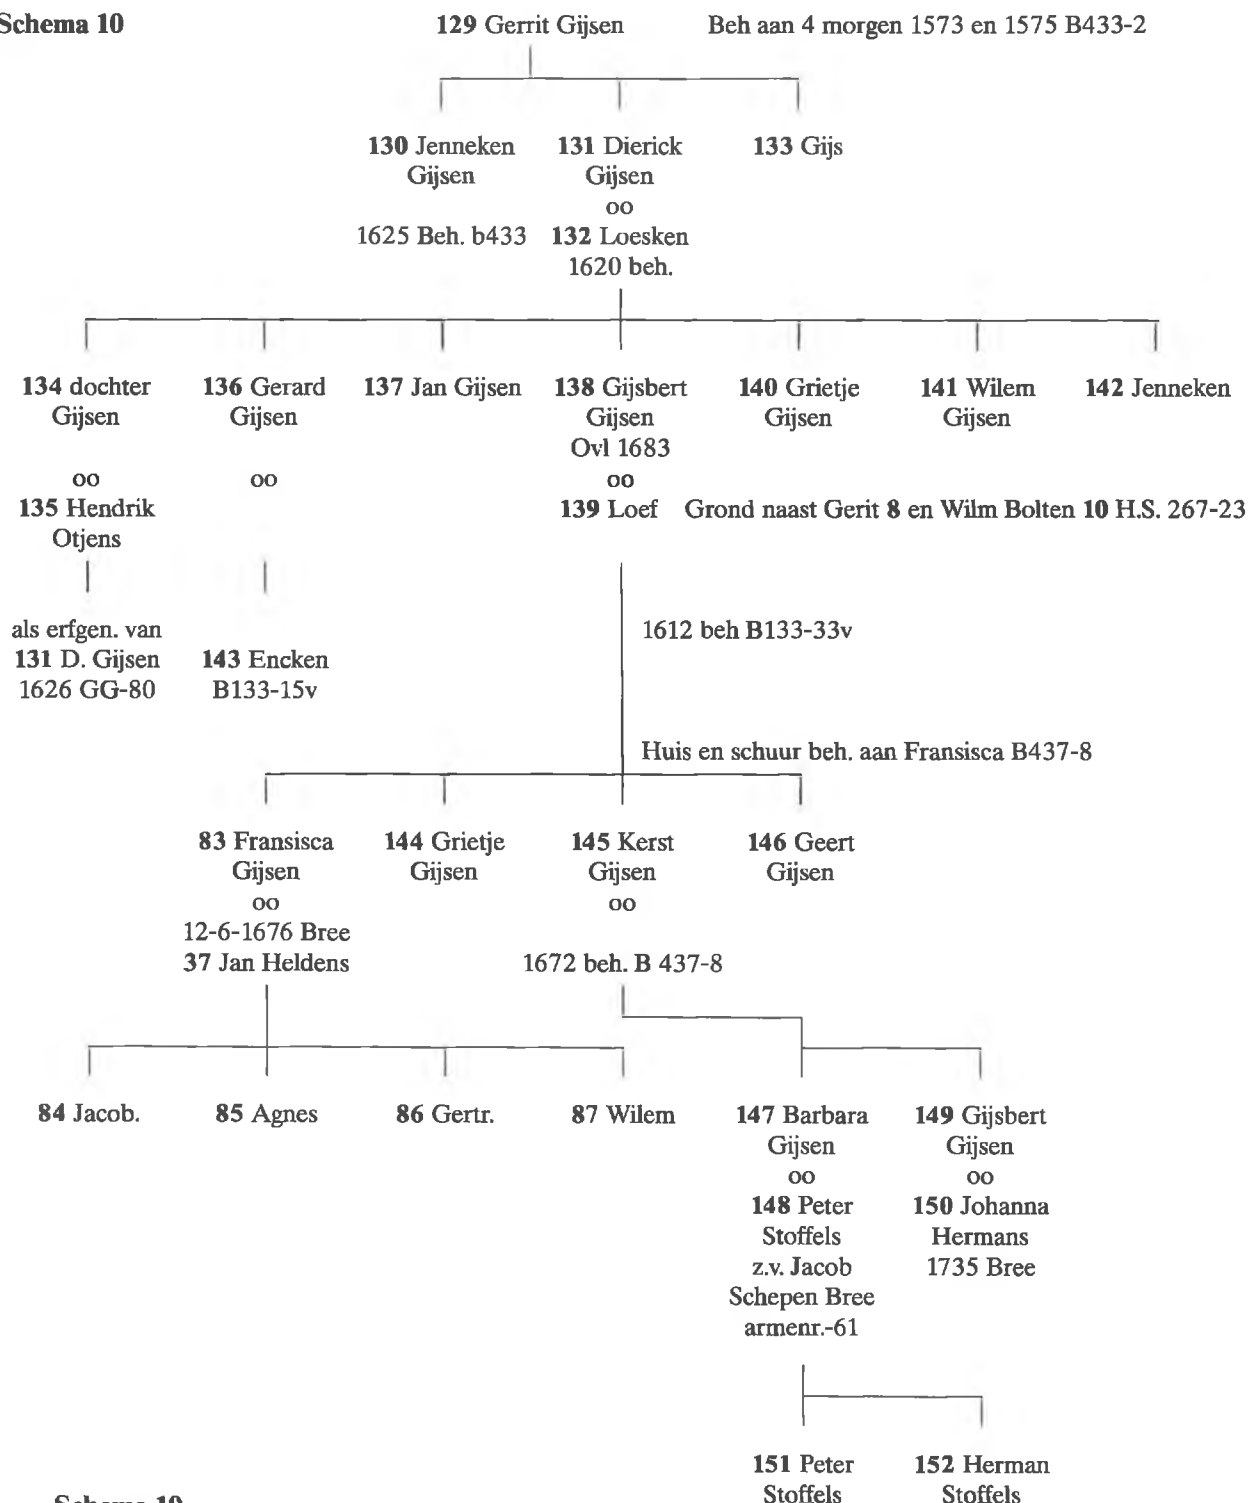 Schema 10
129 Gerrit Gijsen Beh aan 4 morgen 1573 en 1575 B433-2
130 Jenneken 131 Dierick 133 Gijs
Gijsen Gijsen
oo
1625 Beh. b433 132 Loesken
1620 beh.
134 dochter 136 Gerard 137 Jan Gijsen 138 Gijsbert 140 Grietje 141 Wilem 142 Jenneken
Gijsen Gijsen Gijsen Gijsen Gijsen
Ovl 1683
oo oo oo
135 Hendrik 139 Loef Grond naast Gerit 8 en Wilm Bolten 10 H.S. 267-23
Otjens
als erfgen. van 1612 beh B133-33v
131 D. Gijsen 143 Encken
1626 GG-80 B133-15v
Huis en schuur beh. aan Fransisca B437-8
83 Fransisca 144 Grietje 145 Kerst 146 Geert
Gijsen Gijsen Gijsen Gijsen
oo oo
12-6-1676 Bree
37 Jan Heldens 1672 beh. B 437-8
84 Jacob. 85 Agnes 86 Gertr. 87 Wilem 147 Barbara 149 Gijsbert
Gijsen Gijsen
oo oo
148 Peter 150 Johanna
Stoffels Hermans
z.v. Jacob 1735 Bree
Schepen Bree
armenr.-61
151 Peter 152 Herman
Stoffels Stoffels